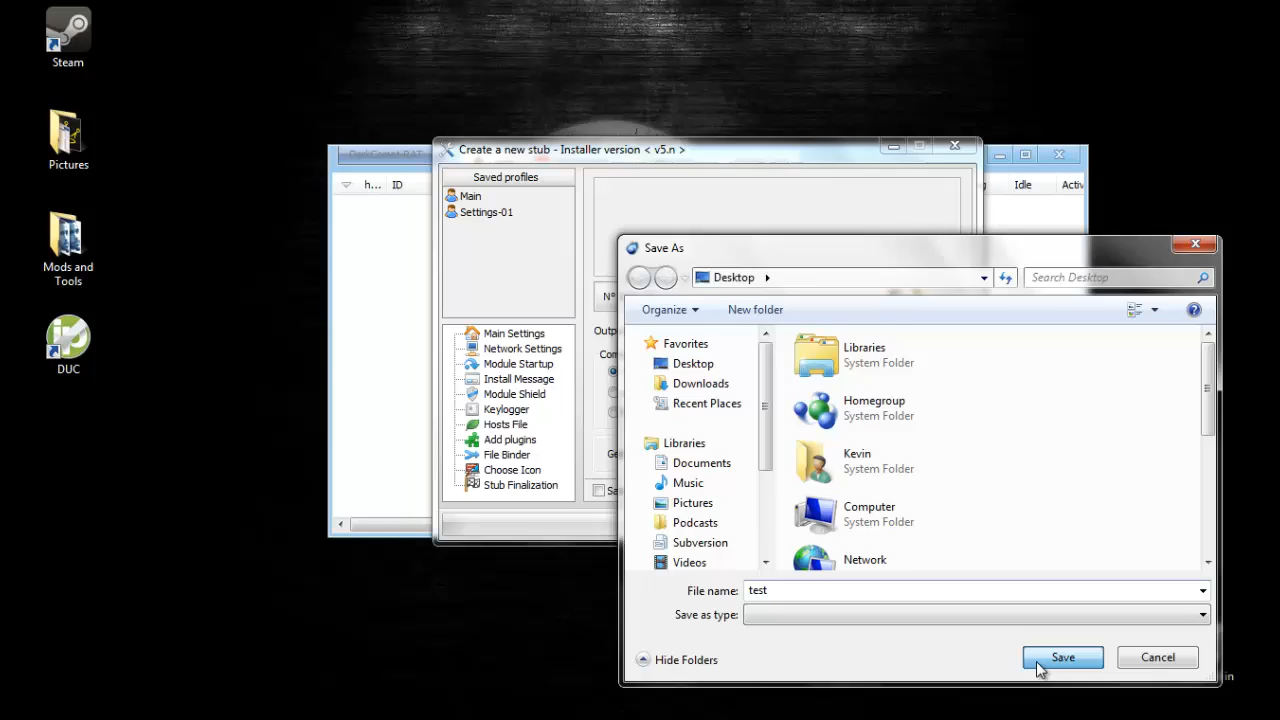 Steam
Pictures
Mods and
Tools
DUC
Create a new stub - Installer version < v5.n >
h... ID
Idle
Saved profiles
Main
Settings-01
Main Settings
Network Settings
Module Startup
Install Message
Module Shield
Keylogger
Hosts File
Add plugins
File Binder
Choose Icon
Stub Finalization
N°
Save As
Desktop
Search Desktop
Organize
New folder
Favorites
Desktop
Downloads
Recent Places
Libraries
Documents
Music
Pictures
Podcasts
Subversion
Videos
Libraries
System Folder
Homegroup
System Folder
Kevin
System Folder
Computer
System Folder
Network
File name: test
Save as type:
Hide Folders
Save
Cancel